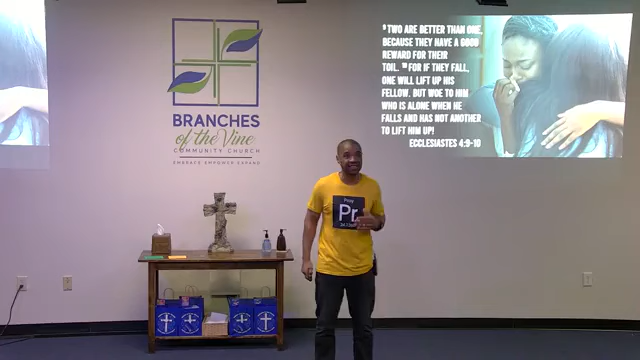 BRANCHES
of the Vine
COMMUNITY CHURCH
EMBRACE EMPOWER EXPAND
9 TWO ARE BETTER THAN ONE,
BECAUSE THEY HAVE A GOOD
REWARD FOR THEIR
TOIL. 10 FOR IF THEY FALL,
ONE WILL LIFT UP HIS
FELLOW. BUT WOE TO HIM
WHO IS ALONE WHEN HE
FALLS AND HAS NOT ANOTHER
TO LIFT HIM UP!
ECCLESIASTES 4:9-10
Pr